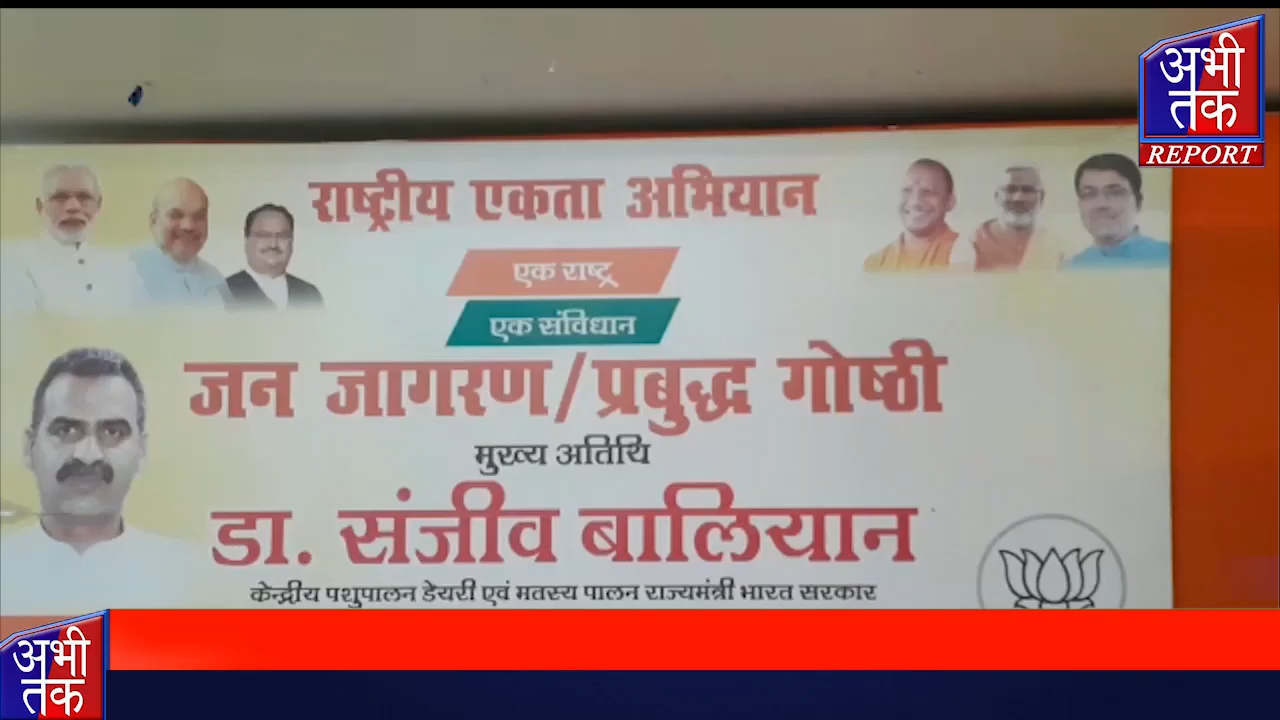 अभी
तक
REPORT
राष्ट्रीय एकता अभियान
एक राष्ट्र
एक संविधान
जन जागरण/प्रबुद्ध गोष्ठी
मुख्य अतिथि
डा. संजीव बालियान
केन्द्रीय पशुपालन डेयरी एवं मतस्य पालन राज्यमंत्री भारत सरकार
अभी
तक